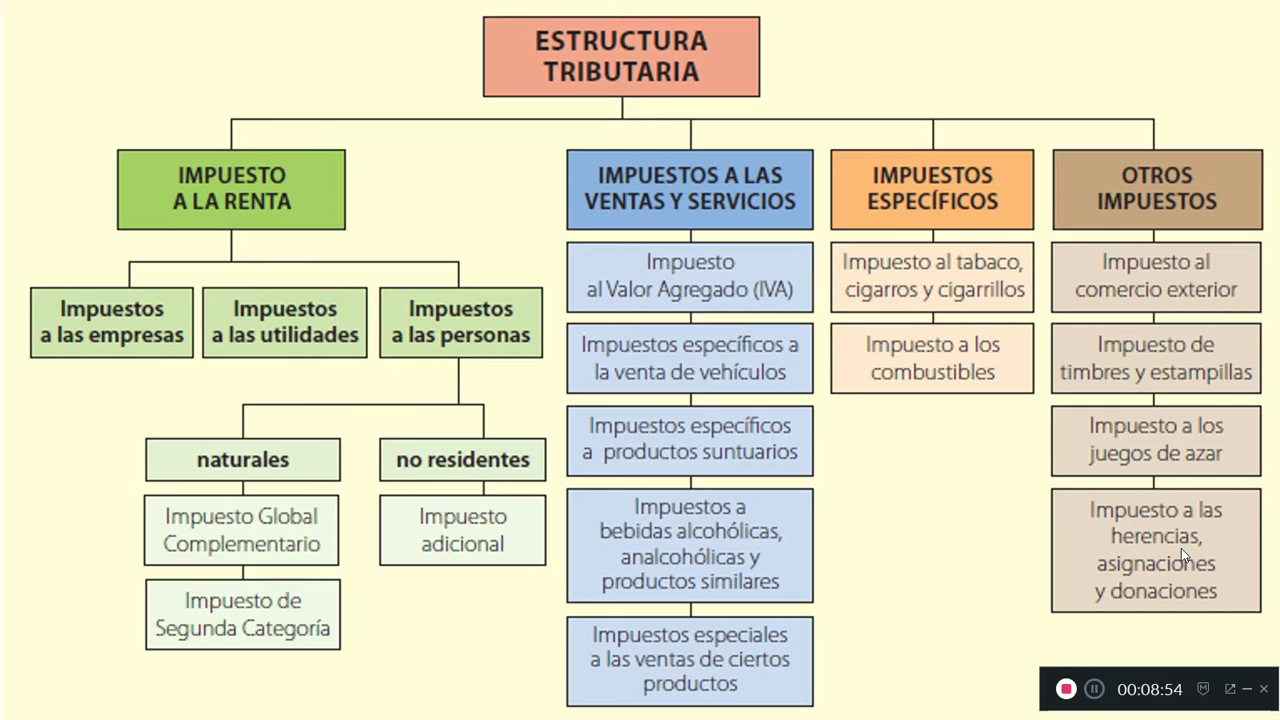 ESTRUCTURA
TRIBUTARIA
IMPUESTO
A LA RENTA
Impuestos
a las empresas
Impuestos
a las utilidades
Impuestos
a las personas
naturales
Impuesto Global
Complementario
Impuesto de
Segunda Categoría
no residentes
Impuesto
adicional
IMPUESTOS A LAS
VENTAS Y SERVICIOS
Impuesto
al Valor Agregado (IVA)
Impuestos específicos a
la venta de vehículos
Impuestos específicos
a productos suntuarios
Impuestos a
bebidas alcohólicas,
analcohólicas y
productos similares
Impuestos especiales
a las ventas de ciertos
productos
IMPUESTOS
ESPECÍFICOS
Impuesto al tabaco,
cigarros y cigarrillos
Impuesto a los
combustibles
OTROS
IMPUESTOS
Impuesto al
comercio exterior
Impuesto de
timbres y estampillas
Impuesto a los
juegos de azar
Impuesto a las
herencias,
asignaciones
y donaciones
00:08:54